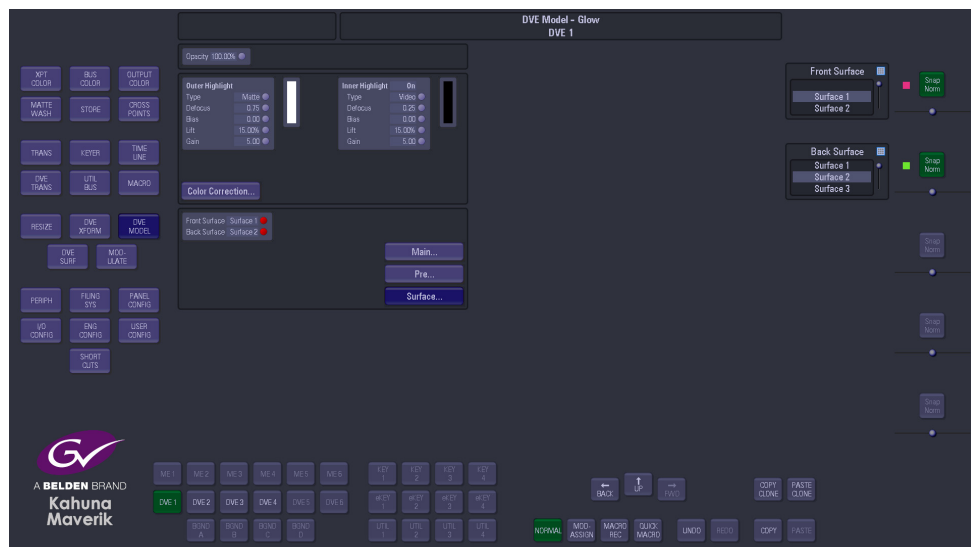 DVE Model - Glow
DVE 1
Opacity 100.00%
XPT COLOR
BUS COLOR
OUTPUT COLOR
MATTE WASH
STORE
CROSS POINTS
TRANS
KEYER
TIME LINE
DVE TRANS
UTIL BUS
MACRO
RESIZE
DVE XFORM
DVE MODEL
DVE SURF
MOD- ULATE
PERIPH
FILING SYS
PANEL CONFIG
I/O CONFIG
ENG CONFIG
USER CONFIG
SHORT CUTS
Outer Highlight
Type Matte
Defocus 0.75
Bias 0.00
Lift 15.00%
Gain 5.00
Inner Highlight On
Type Video
Defocus 0.25
Bias 0.00
Lift 15.00%
Gain 5.00
Color Correction...
Front Surface Surface 1
Back Surface Surface 2
Main...
Pre...
Surface...
Front Surface
Surface 1
Surface 2
Snap Norm
Back Surface
Surface 1
Surface 2
Surface 3
Snap Norm
Snap Norm
Snap Norm
Snap Norm
GV
A BELDEN BRAND
Kahuna
Maverik
ME 1 ME 2 ME 3 ME 4 ME 5 ME 6
DVE 1 DVE 2 DVE 3 DVE 4 DVE 5 DVE 6
BGND A BGND B BGND C BGND D
KEY 1 KEY 2 KEY 3 KEY 4
eKEY 1 eKEY 2 eKEY 3 eKEY 4
UTIL 1 UTIL 2 UTIL 3 UTIL 4
← BACK
↑ UP
→ FWD
COPY CLONE
PASTE CLONE
NORMAL
MOD- ASSIGN
MACRO REC
QUICK MACRO
UNDO
REDO
COPY
PASTE